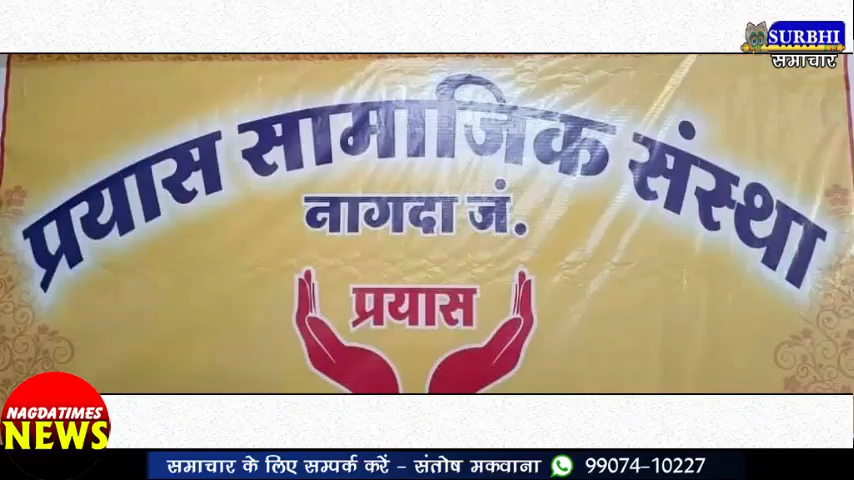 SURBHI
समाचार
प्रयास सामाजिक संस्था
नागदा जं.
प्रयास
NAGDATIMES
NEWS
समाचार के लिए सम्पर्क करें - संतोष मकवाना 99074-10227